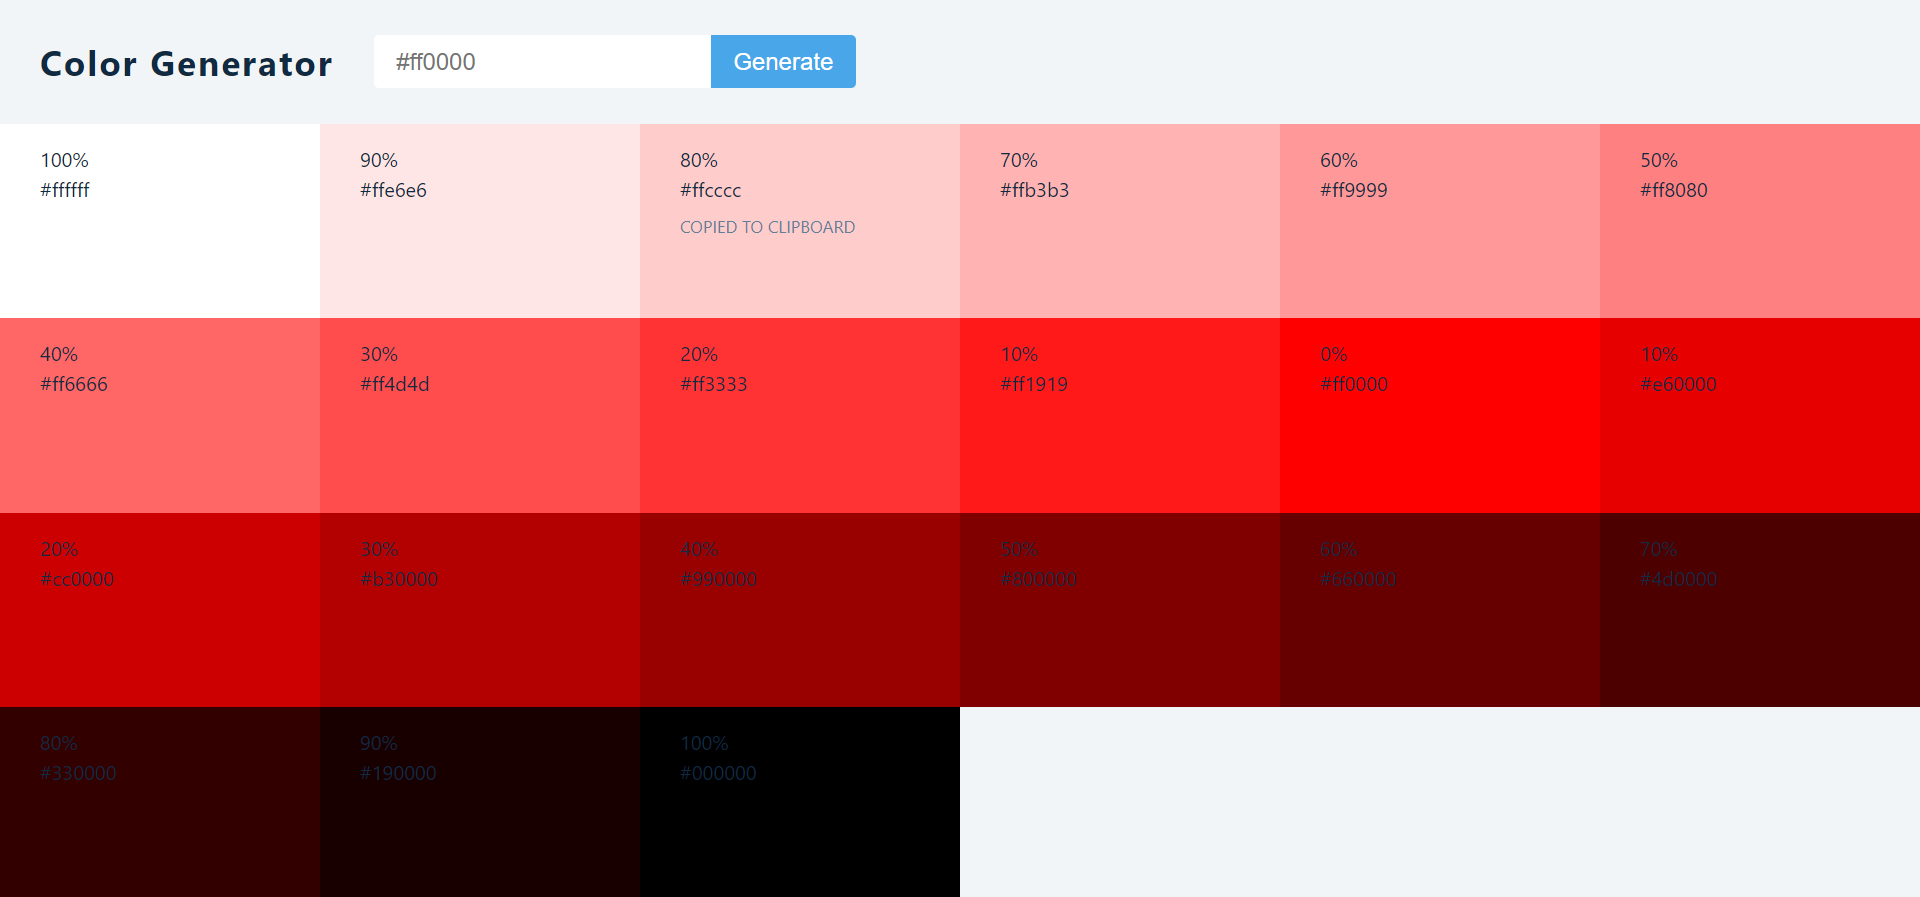 Color Generator
#ff0000
Generate
100%
#ffffff
90%
#ffe6e6
80%
#ffcccc
COPIED TO CLIPBOARD
70%
#ffb3b3
60%
#ff9999
50%
#ff8080
40%
#ff6666
30%
#ff4d4d
20%
#ff3333
10%
#ff1919
0%
#ff0000
10%
#e60000
20%
#cc0000
30%
#b30000
40%
#990000
50%
#800000
60%
#660000
70%
#4d0000
80%
#330000
90%
#190000
100%
#000000